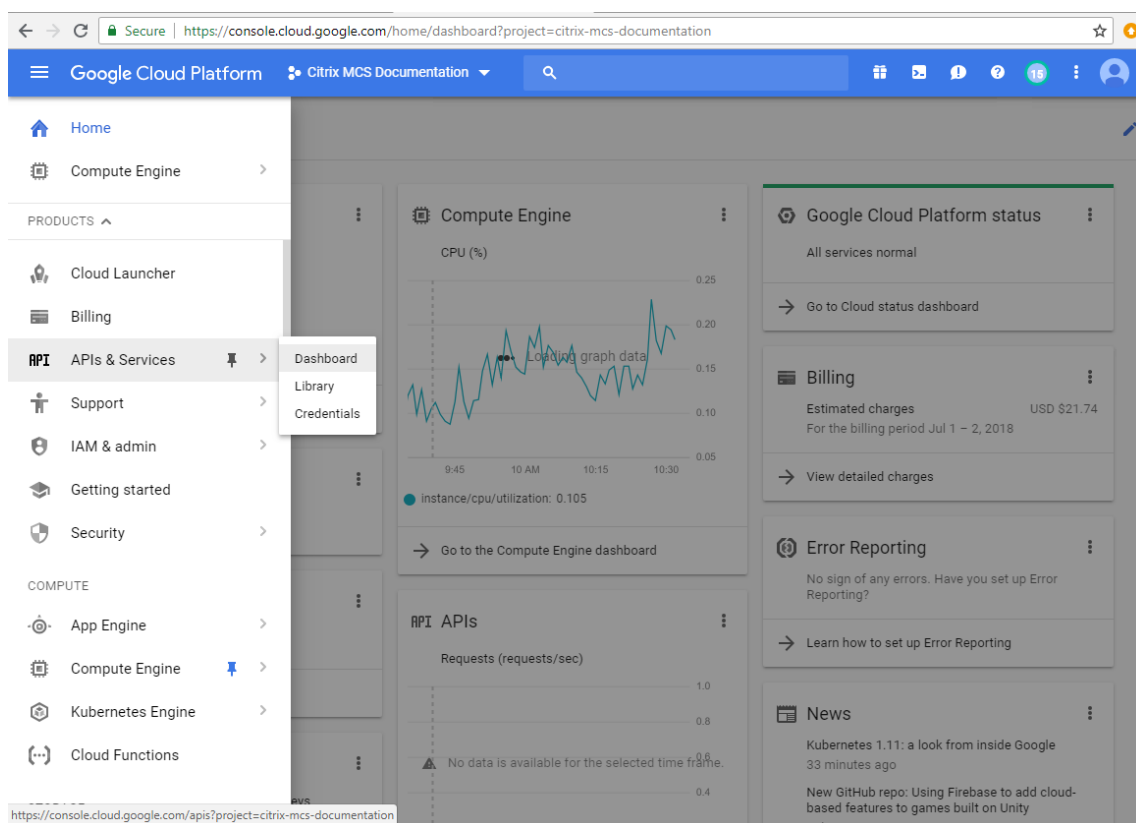 Secure | https://console.cloud.google.com/home/dashboard?project=citrix-mcs-documentation
Google Cloud Platform
Citrix MCS Documentation
15
Home
Compute Engine
PRODUCTS
Cloud Launcher
Billing
API APIs & Services
Support
IAM & admin
Getting started
Security
COMPUTE
App Engine
Compute Engine
Kubernetes Engine
Cloud Functions
Dashboard
Library
Credentials
Compute Engine
CPU (%)
0.25
0.20
Loading graph data
0.15
0.10
0.05
9:45 10 AM 10:15 10:30
instance/cpu/utilization: 0.105
Go to the Compute Engine dashboard
API APIs
Requests (requests/sec)
1.0
0.8
0.6
No data is available for the selected time frame.
0.4
Google Cloud Platform status
All services normal
Go to Cloud status dashboard
Billing
Estimated charges USD $21.74
For the billing period Jul 1 – 2, 2018
View detailed charges
Error Reporting
No sign of any errors. Have you set up Error
Reporting?
Learn how to set up Error Reporting
News
Kubernetes 1.11: a look from inside Google
33 minutes ago
New GitHub repo: Using Firebase to add cloud-
based features to games built on Unity
https://console.cloud.google.com/apis?project=citrix-mcs-documentation